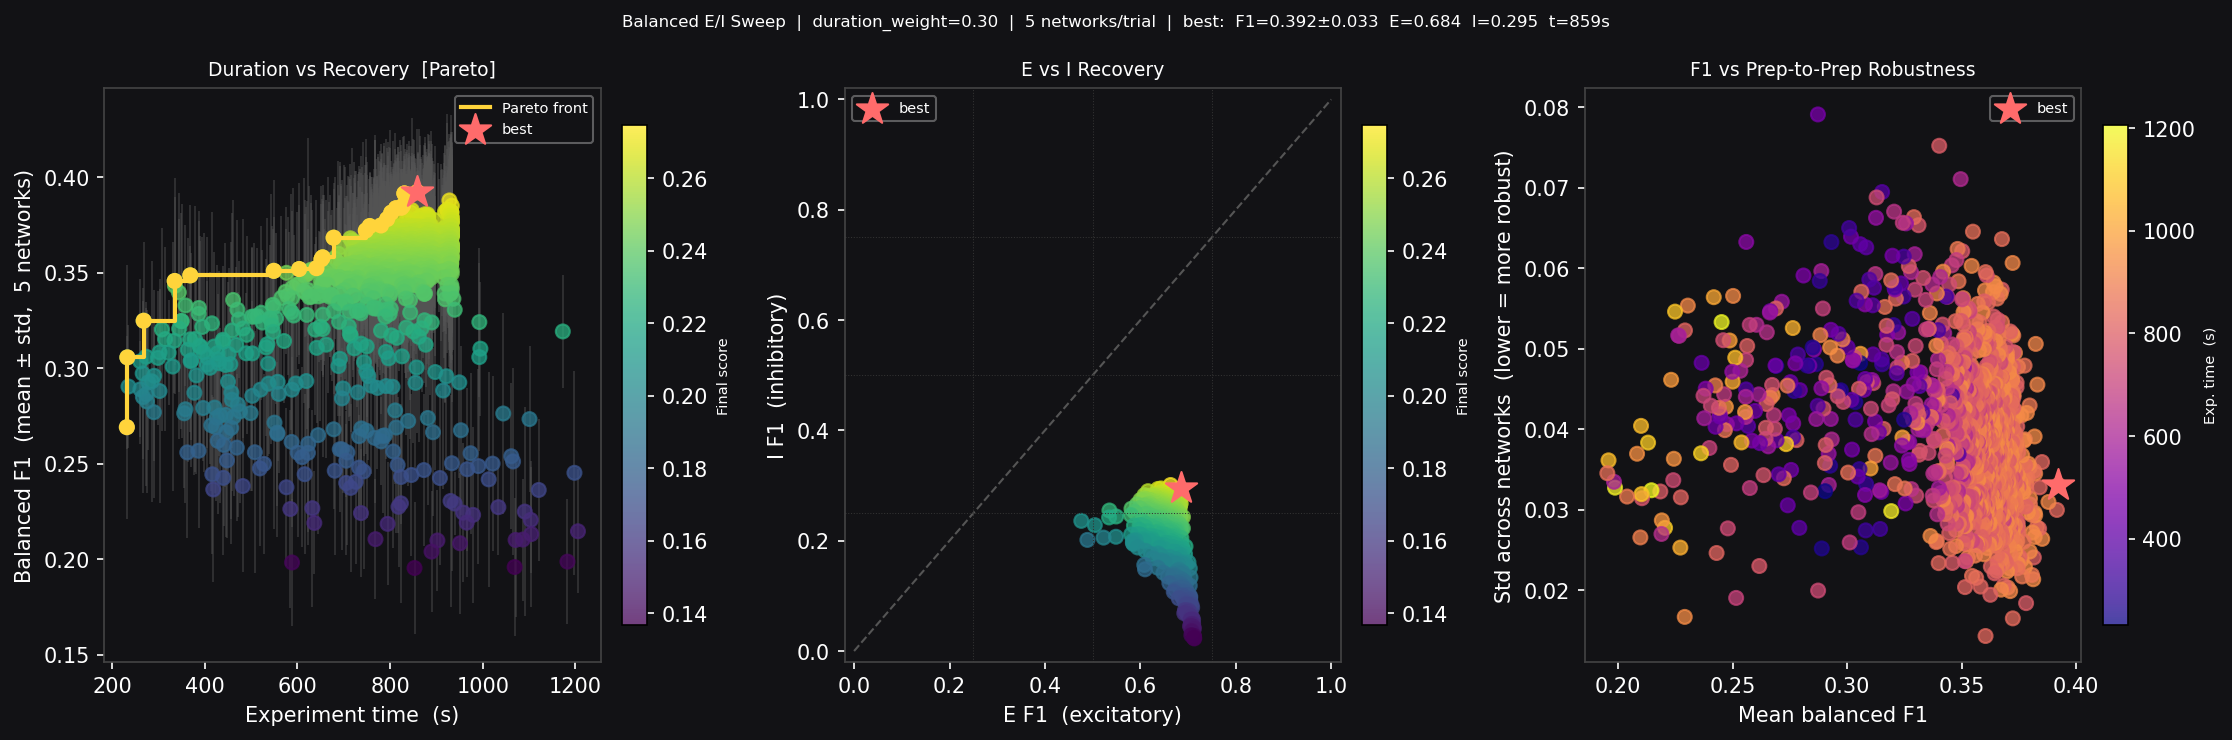 Balanced E/I Sweep | duration_weight=0.30 | 5 networks/trial | best: F1=0.392±0.033 E=0.684 I=0.295 t=859s
Duration vs Recovery [Pareto]
Pareto front
best
0.40
0.35
0.30
0.25
0.20
0.15
Balanced F1 (mean ± std, 5 networks)
200 400 600 800 1000 1200
Experiment time (s)
0.26
0.24
0.22
0.20
0.18
0.16
0.14
Final score
E vs I Recovery
best
1.0
0.8
0.6
0.4
0.2
0.0
I F1 (inhibitory)
0.0 0.2 0.4 0.6 0.8 1.0
E F1 (excitatory)
0.26
0.24
0.22
0.20
0.18
0.16
0.14
Final score
F1 vs Prep-to-Prep Robustness
best
0.08
0.07
0.06
0.05
0.04
0.03
0.02
Std across networks (lower = more robust)
0.20 0.25 0.30 0.35 0.40
Mean balanced F1
1200
1000
800
600
400
Exp. time (s)